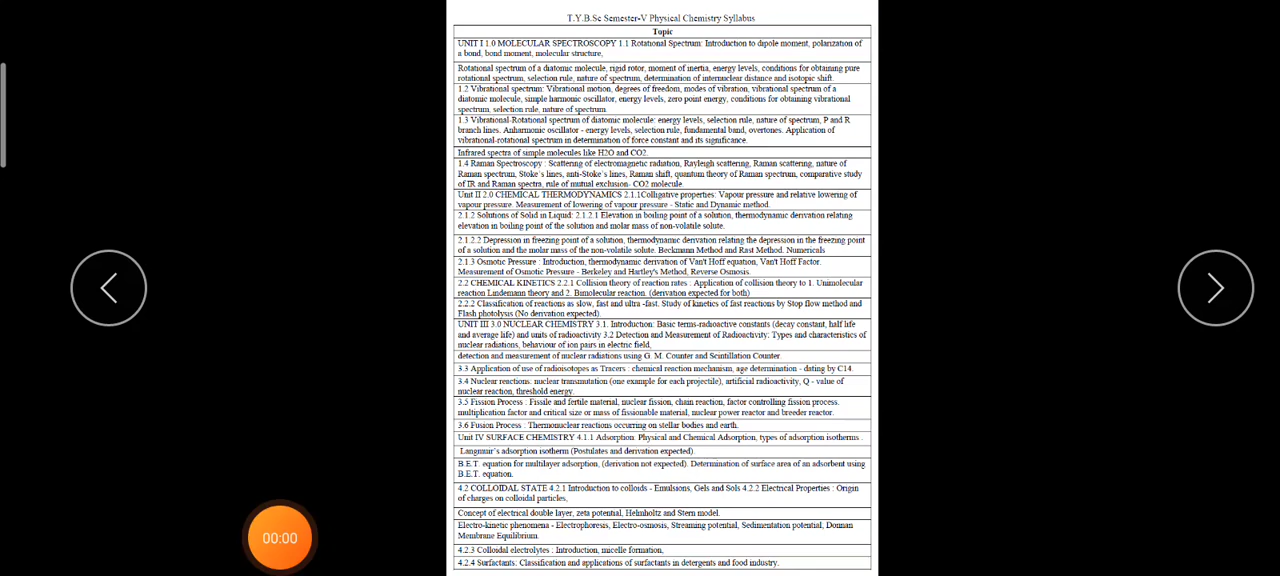 T.Y.B.Sc Semester-V Physical Chemistry Syllabus
Topic
UNIT I 1.0 MOLECULAR SPECTROSCOPY 1.1 Rotational Spectrum: Introduction to dipole moment, polarization of
a bond, bond moment, molecular structure,
Rotational spectrum of a diatomic molecule, rigid rotor, moment of inertia, energy levels, conditions for obtaining pure
rotational spectrum, selection rule, nature of spectrum, determination of internuclear distance and isotopic shift.
1.2 Vibrational spectrum: Vibrational motion, degrees of freedom, modes of vibration, vibrational spectrum of a
diatomic molecule, simple harmonic oscillator, energy levels, zero point energy, conditions for obtaining vibrational
spectrum, selection rule, nature of spectrum.
1.3 Vibrational-Rotational spectrum of diatomic molecule: energy levels, selection rule, nature of spectrum, P and R
branch lines. Anharmonic oscillator - energy levels, selection rule, fundamental band, overtones. Application of
vibrational-rotational spectrum in determination of force constant and its significance.
Infrared spectra of simple molecules like H2O and CO2.
1.4 Raman Spectroscopy : Scattering of electromagnetic radiation, Rayleigh scattering, Raman scattering, nature of
Raman spectrum, Stoke's lines, anti-Stoke's lines, Raman shift, quantum theory of Raman spectrum, comparative study
of IR and Raman spectra, rule of mutual exclusion- CO2 molecule.
Unit II 2.0 CHEMICAL THERMODYNAMICS 2.1.1Colligative properties: Vapour pressure and relative lowering of
vapour pressure. Measurement of lowering of vapour pressure - Static and Dynamic method.
2.1.2 Solutions of Solid in Liquid: 2.1.2.1 Elevation in boiling point of a solution, thermodynamic derivation relating
elevation in boiling point of the solution and molar mass of non-volatile solute.
2.1.2.2 Depression in freezing point of a solution, thermodynamic derivation relating the depression in the freezing point
of a solution and the molar mass of the non-volatile solute. Beckmann Method and Rast Method. Numericals
2.1.3 Osmotic Pressure : Introduction, thermodynamic derivation of Van't Hoff equation, Van't Hoff Factor.
Measurement of Osmotic Pressure - Berkeley and Hartley's Method, Reverse Osmosis.
2.2 CHEMICAL KINETICS 2.2.1 Collision theory of reaction rates : Application of collision theory to 1. Unimolecular
reaction Lindemann theory and 2. Bimolecular reaction. (derivation expected for both)
2.2.2 Classification of reactions as slow, fast and ultra -fast. Study of kinetics of fast reactions by Stop flow method and
Flash photolysis (No derivation expected).
UNIT III 3.0 NUCLEAR CHEMISTRY 3.1. Introduction: Basic terms-radioactive constants (decay constant, half life
and average life) and units of radioactivity 3.2 Detection and Measurement of Radioactivity: Types and characteristics of
nuclear radiations, behaviour of ion pairs in electric field,
detection and measurement of nuclear radiations using G. M. Counter and Scintillation Counter.
3.3 Application of use of radioisotopes as Tracers : chemical reaction mechanism, age determination - dating by C14.
3.4 Nuclear reactions: nuclear transmutation (one example for each projectile), artificial radioactivity, Q - value of
nuclear reaction, threshold energy.
3.5 Fission Process : Fissile and fertile material, nuclear fission, chain reaction, factor controlling fission process.
multiplication factor and critical size or mass of fissionable material, nuclear power reactor and breeder reactor.
3.6 Fusion Process : Thermonuclear reactions occurring on stellar bodies and earth.
Unit IV SURFACE CHEMISTRY 4.1.1 Adsorption: Physical and Chemical Adsorption, types of adsorption isotherms .
Langmuir's adsorption isotherm (Postulates and derivation expected).
B.E.T. equation for multilayer adsorption, (derivation not expected). Determination of surface area of an adsorbent using
B.E.T. equation.
4.2 COLLOIDAL STATE 4.2.1 Introduction to colloids - Emulsions, Gels and Sols 4.2.2 Electrical Properties : Origin
of charges on colloidal particles,
Concept of electrical double layer, zeta potential, Helmholtz and Stern model.
Electro-kinetic phenomena - Electrophoresis, Electro-osmosis, Streaming potential, Sedimentation potential, Donnan
Membrane Equilibrium.
4.2.3 Colloidal electrolytes : Introduction, micelle formation,
4.2.4 Surfactants: Classification and applications of surfactants in detergents and food industry.
00:00